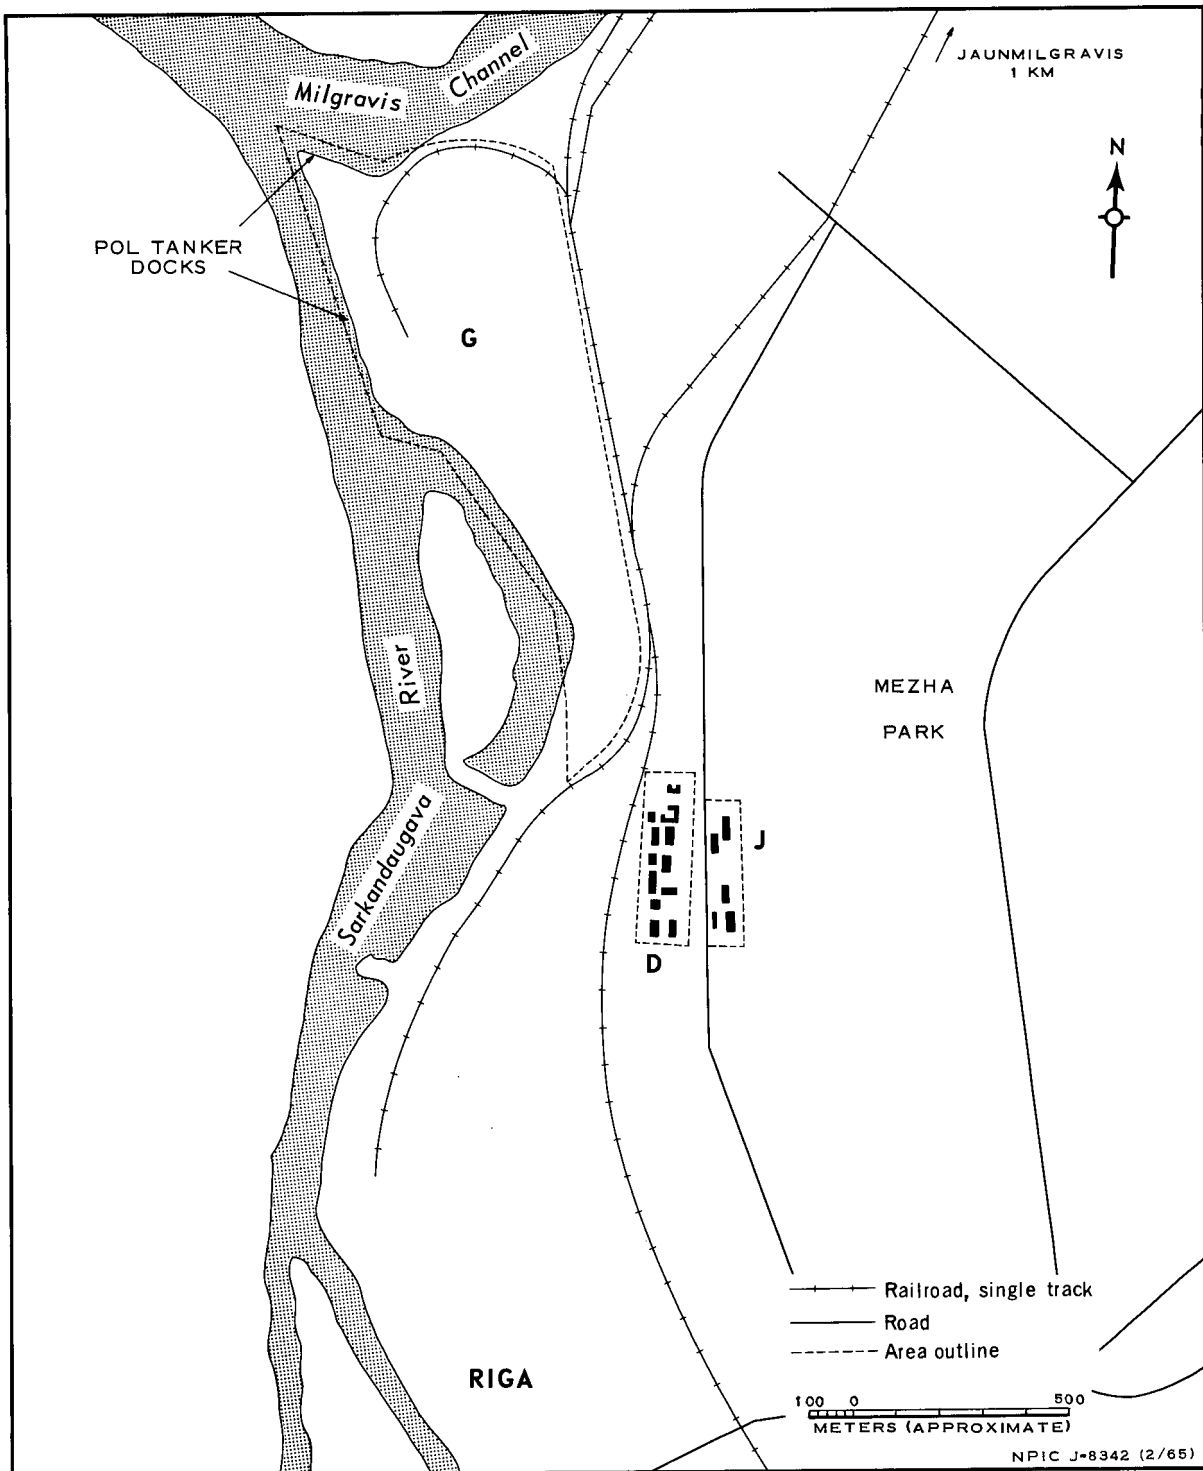 JAUNMILGRAVIS
1 KM
Channel
Milgravis
N
POL TANKER
DOCKS
G
River
MEZHA
PARK
Sarkandaugava
J
D
Railroad, single track
Road
Area outline
RIGA
100 0 500
METERS (APPROXIMATE)
NPIC J-8342 (2/65)